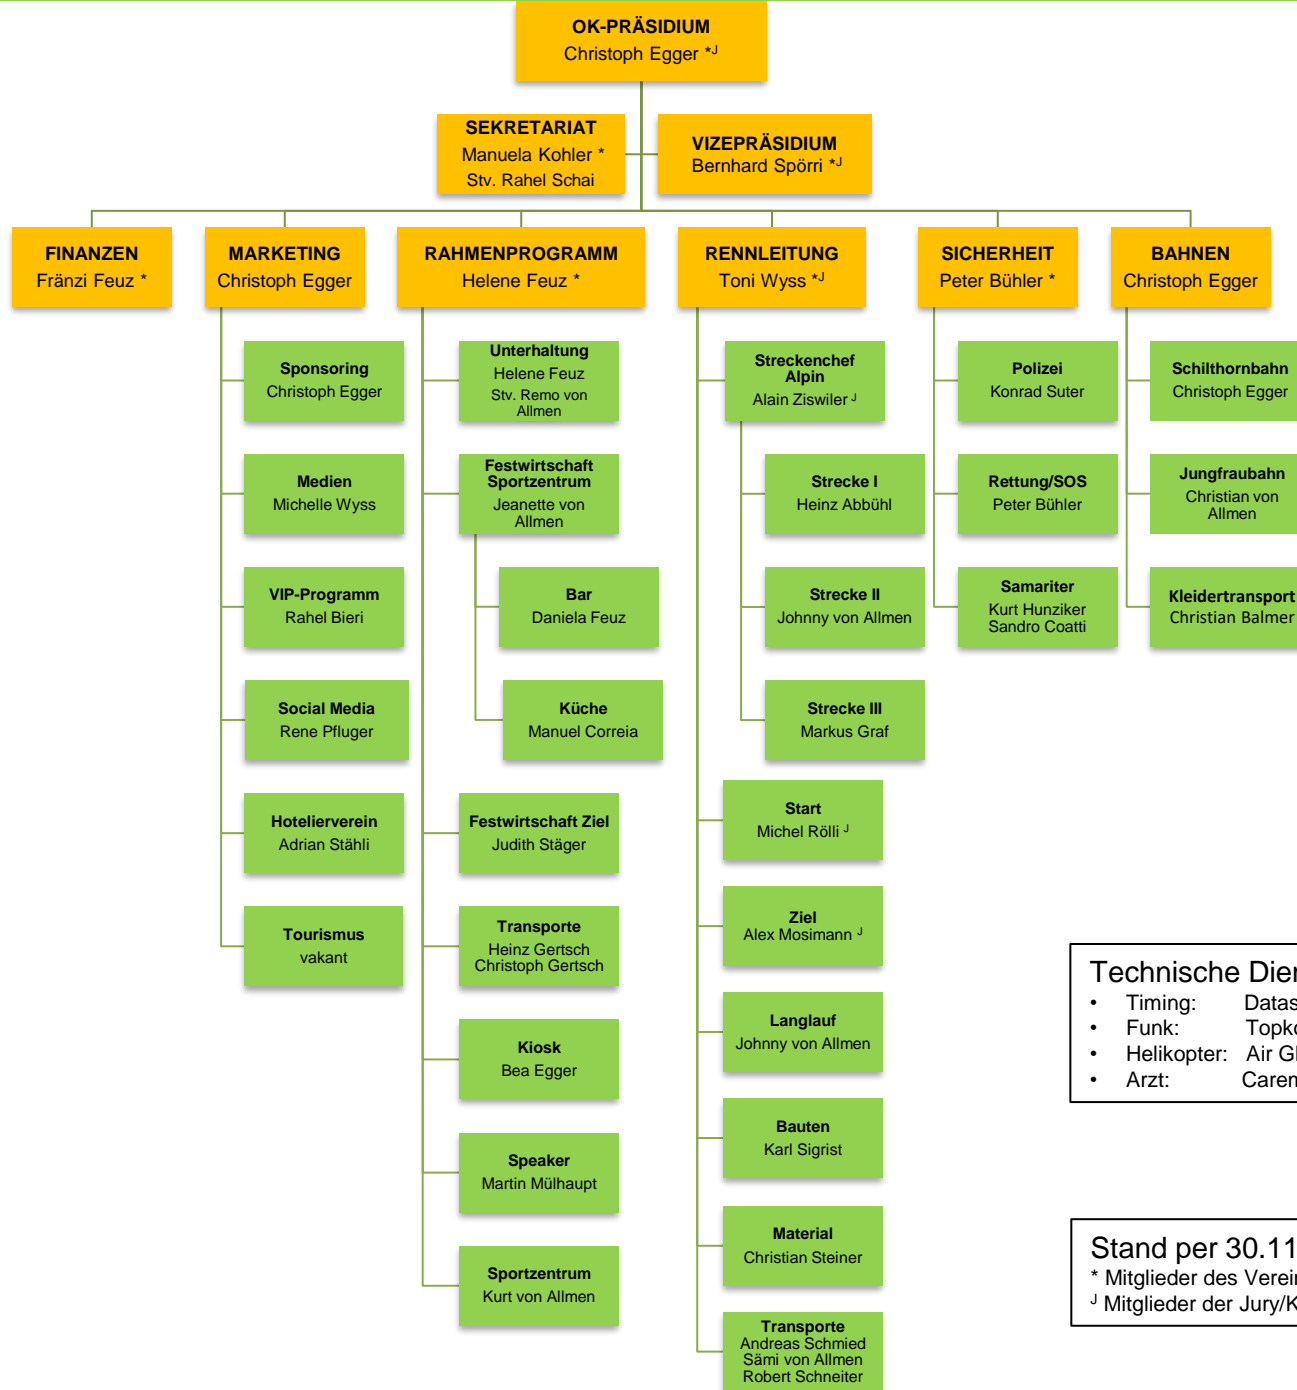 OK-PRÄSIDIUM
Christoph Egger *J
SEKRETARIAT
Manuela Kohler *
Stv. Rahel Schai
VIZEPRÄSIDIUM
Bernhard Spörri *J
FINANZEN
Fränzi Feuz *
MARKETING
Christoph Egger
RAHMENPROGRAMM
Helene Feuz *
RENNLEITUNG
Toni Wyss *J
SICHERHEIT
Peter Bühler *
BAHNEN
Christoph Egger
Sponsoring
Christoph Egger
Medien
Michelle Wyss
VIP-Programm
Rahel Bieri
Social Media
Rene Pfluger
Hotelierverein
Adrian Stähli
Tourismus
vakant
Unterhaltung
Helene Feuz
Stv. Remo von
Allmen
Festwirtschaft
Sportzentrum
Jeanette von
Allmen
Bar
Daniela Feuz
Küche
Manuel Correia
Festwirtschaft Ziel
Judith Stäger
Transporte
Heinz Gertsch
Christoph Gertsch
Kiosk
Bea Egger
Speaker
Martin Mülhaupt
Sportzentrum
Kurt von Allmen
Streckenchef
Alpin
Alain Ziswiler J
Strecke I
Heinz Abbühl
Strecke II
Johnny von Allmen
Strecke III
Markus Graf
Start
Michel Rölli J
Ziel
Alex Mosimann J
Langlauf
Johnny von Allmen
Bauten
Karl Sigrist
Material
Christian Steiner
Transporte
Andreas Schmied
Sämi von Allmen
Robert Schneiter
Polizei
Konrad Suter
Rettung/SOS
Peter Bühler
Samariter
Kurt Hunziker
Sandro Coatti
Schilthornbahn
Christoph Egger
Jungfraubahn
Christian von
Allmen
Kleidertransport
Christian Balmer
Technische
• Timing:
• Funk:
• Helikopter: Air
• Arzt:
Stand per 30.11
* Mitglieder des
J Mitglieder der